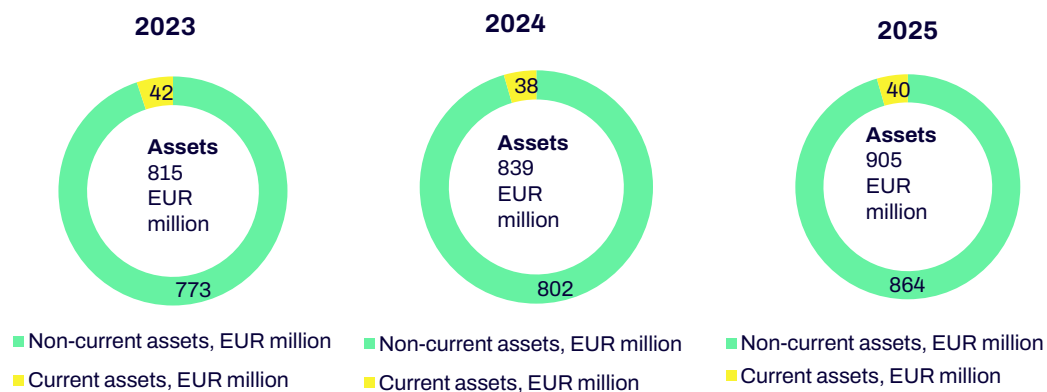 2023
42
Assets
815
EUR
million
773
Non-current assets, EUR million
Current assets, EUR million
2024
38
Assets
839
EUR
million
802
Non-current assets, EUR million
Current assets, EUR million
2025
40
Assets
905
EUR
million
864
Non-current assets, EUR million
Current assets, EUR million